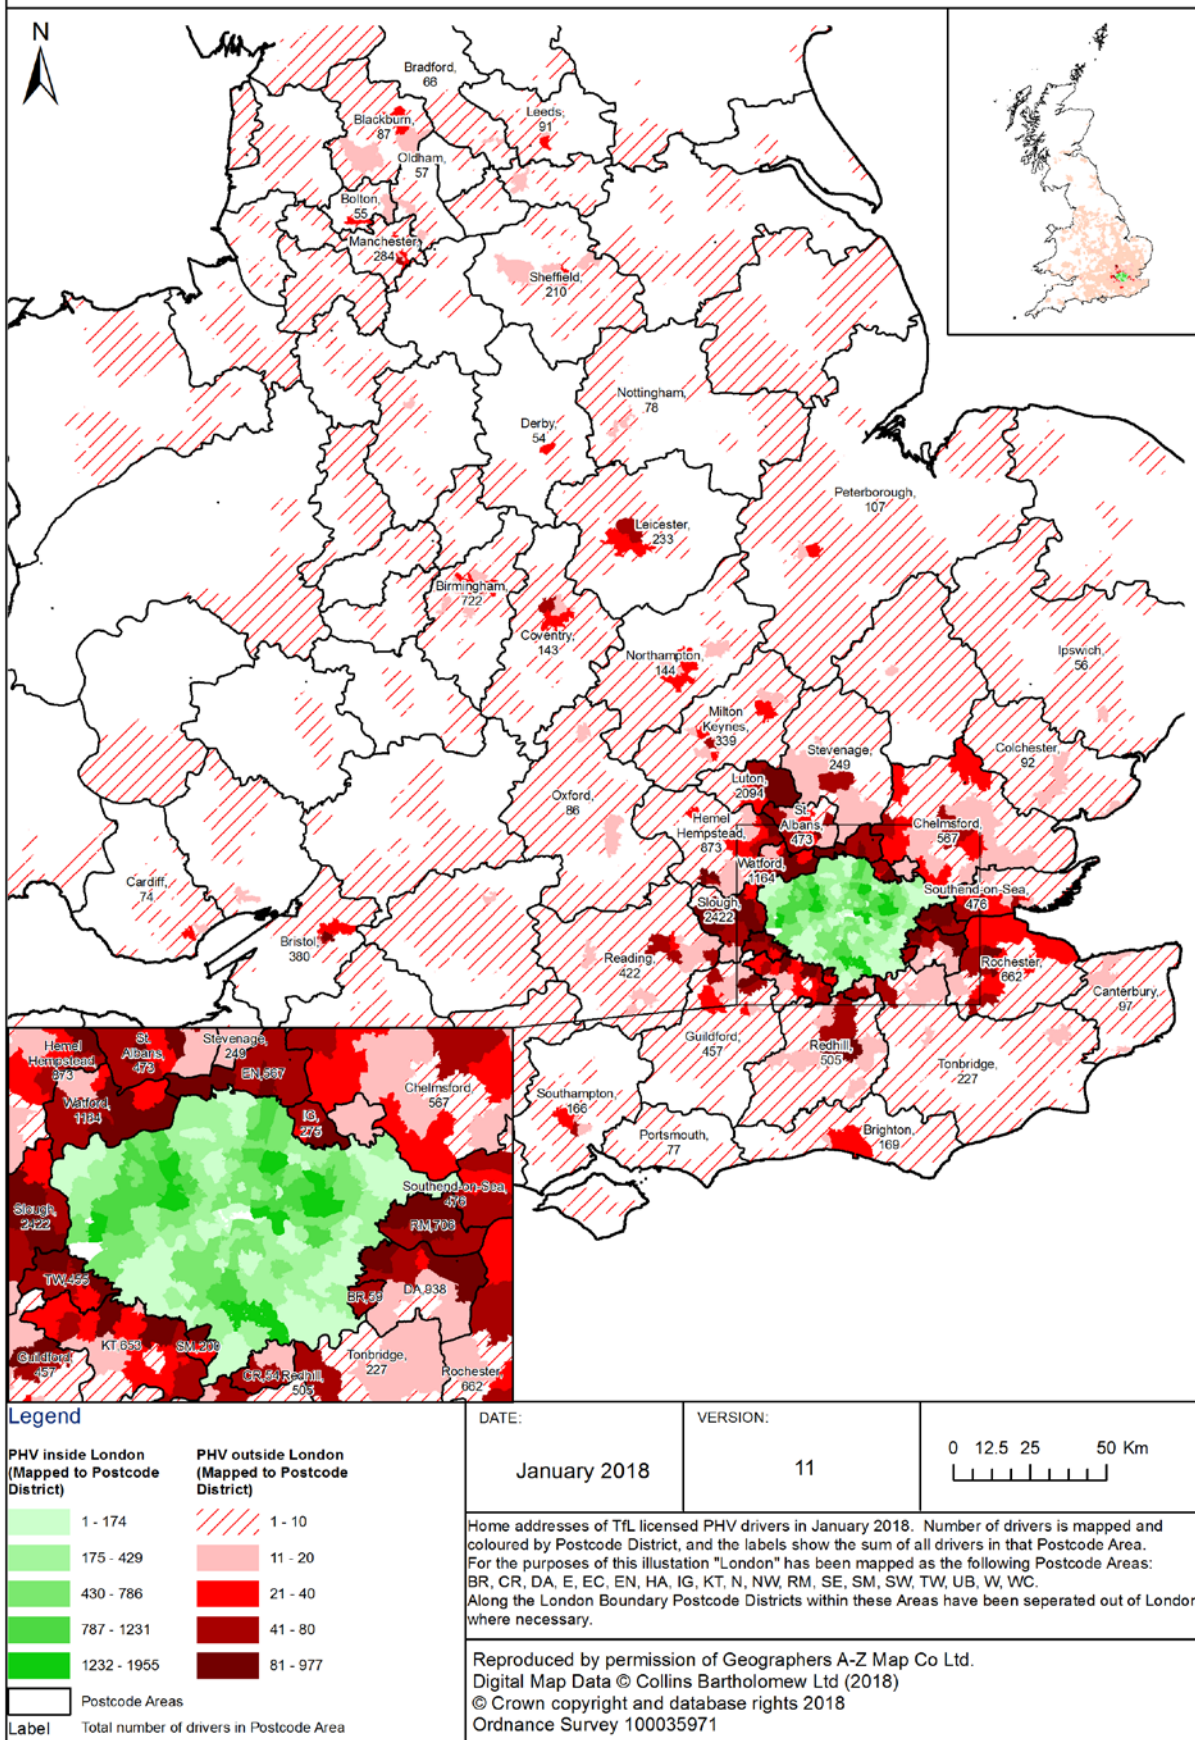 N
Bradford,
66
Blackburn,
87
Leeds,
91
Oldham,
57
Bolton,
55
Manchester,
284
Sheffield,
210
Nottingham,
78
Derby,
54
Peterborough,
107
Leicester,
233
Birmingham,
722
Coventry,
143
Northampton,
144
Ipswich,
56
Milton
Keynes,
339
Stevenage,
249
Colchester,
92
Luton,
2094
Oxford,
86
Hemel
Hempstead,
873
St.
Albans,
473
Chelmsford,
567
Watford,
1164
Cardiff,
74
Slough,
2422
Southend-on-Sea,
476
Bristol,
380
Reading,
422
Rochester,
662
Canterbury,
97
Guildford,
457
Redhill,
505
Tonbridge,
227
Southampton,
166
Portsmouth,
77
Brighton,
169
Hemel
Hempstead,
873
St.
Albans,
473
Stevenage,
249
EN,567
Watford,
1164
IG,
275
Chelmsford,
567
Southend-on-Sea,
476
Slough,
2422
RM,706
TW,455
BR,59
DA,938
KT,653
Guildford,
457
Tonbridge,
227
Redhill,
505
Rochester,
662
Legend
PHV inside London
(Mapped to Postcode
District)
1 - 174
175 - 429
430 - 786
787 - 1231
1232 - 1955
PHV outside London
(Mapped to Postcode
District)
1 - 10
11 - 20
21 - 40
41 - 80
81 - 977
Postcode Areas
Label Total number of drivers in Postcode Area
DATE:
January 2018
VERSION:
11
0 12.5 25 50 Km
Home addresses of TfL licensed PHV drivers in January 2018. Number of drivers is mapped and
coloured by Postcode District, and the labels show the sum of all drivers in that Postcode Area.
For the purposes of this illustation "London" has been mapped as the following Postcode Areas:
BR, CR, DA, E, EC, EN, HA, IG, KT, N, NW, RM, SE, SM, SW, TW, UB, W, WC.
Along the London Boundary Postcode Districts within these Areas have been seperated out of London
where necessary.
Reproduced by permission of Geographers A-Z Map Co Ltd.
Digital Map Data © Collins Bartholomew Ltd (2018)
© Crown copyright and database rights 2018
Ordnance Survey 100035971